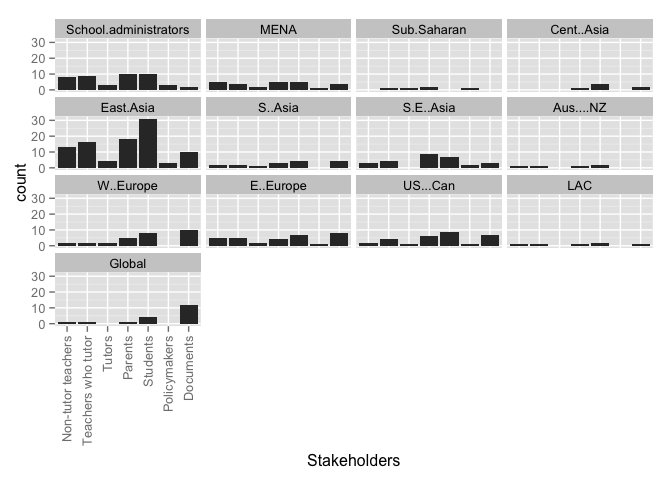 School.administrators MENA Sub.Saharan Cent..Asia
30
20
10
0
East.Asia S..Asia S.E..Asia Aus....NZ
30
20
10
0
W..Europe E..Europe US...Can LAC
30
20
10
0
Global
30
20
10
0
count
Non-tutor teachers
Teachers who tutor
Tutors
Parents
Students
Policymakers
Documents
Stakeholders